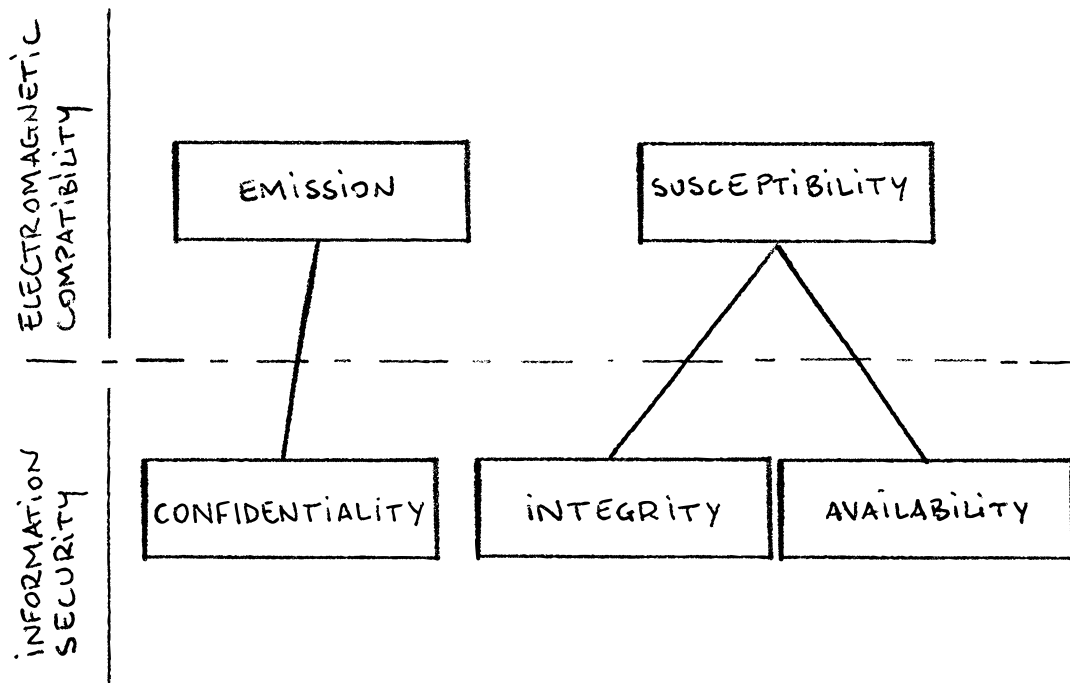 ELECTROMAGNETIC
COMPATIBILITY
EMISSION
SUSCEPTIBILITY
INFORMATION
SECURITY
CONFIDENTIALITY
INTEGRITY
AVAILABILITY